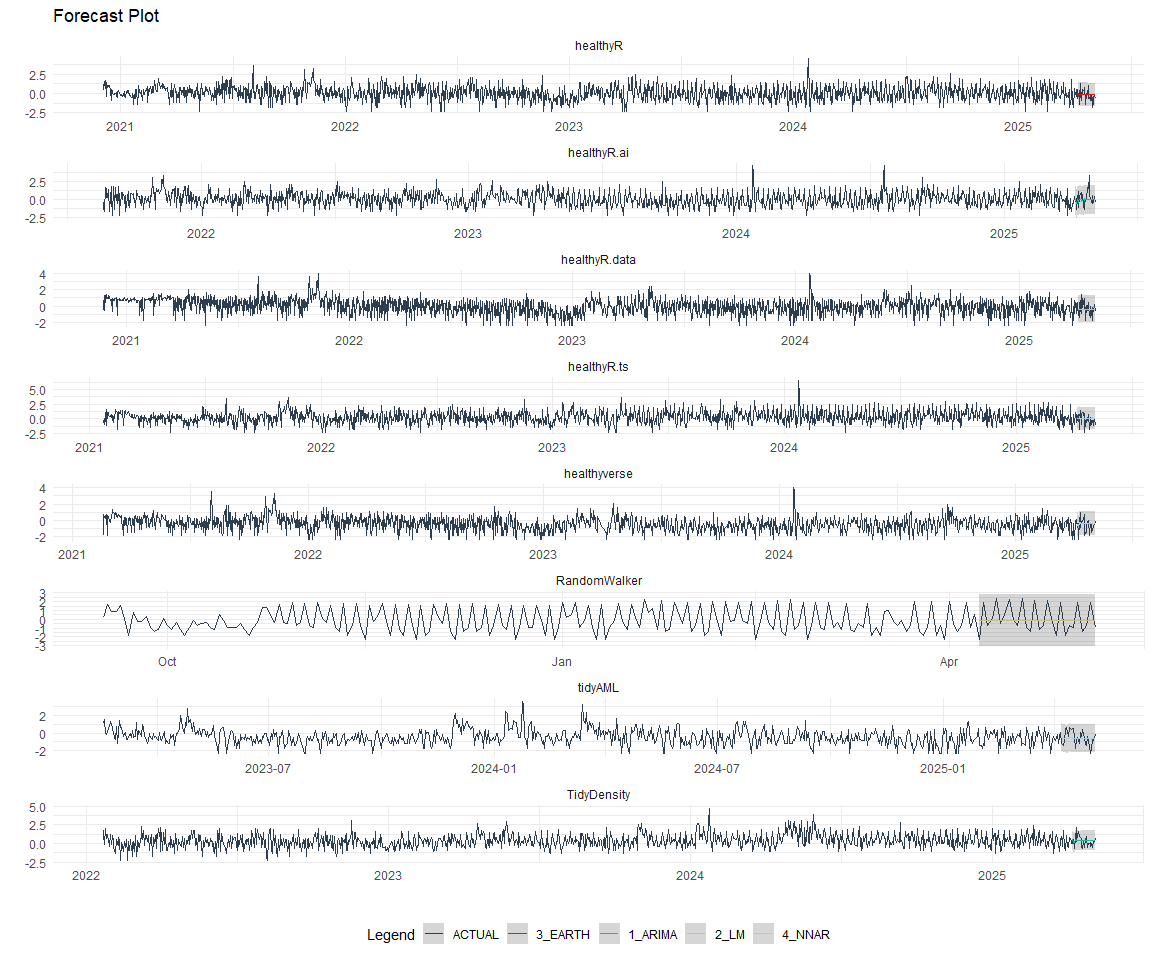 Forecast Plot
healthyR
2.5
0.0
-2.5
2021 2022 2023 2024 2025
healthyR.ai
2.5
0.0
-2.5
2022 2023 2024 2025
healthyR.data
4
2
0
-2
2021 2022 2023 2024 2025
healthyR.ts
5.0
2.5
0.0
-2.5
2021 2022 2023 2024 2025
healthyverse
4
2
0
-2
2021 2022 2023 2024 2025
RandomWalker
3
2
1
0
-1
-2
-3
Oct Jan Apr
tidyAML
2
0
-2
2023-07 2024-01 2024-07 2025-01
TidyDensity
5.0
2.5
0.0
-2.5
2022 2023 2024 2025
Legend ACTUAL 3_EARTH 1_ARIMA 2_LM 4_NNAR